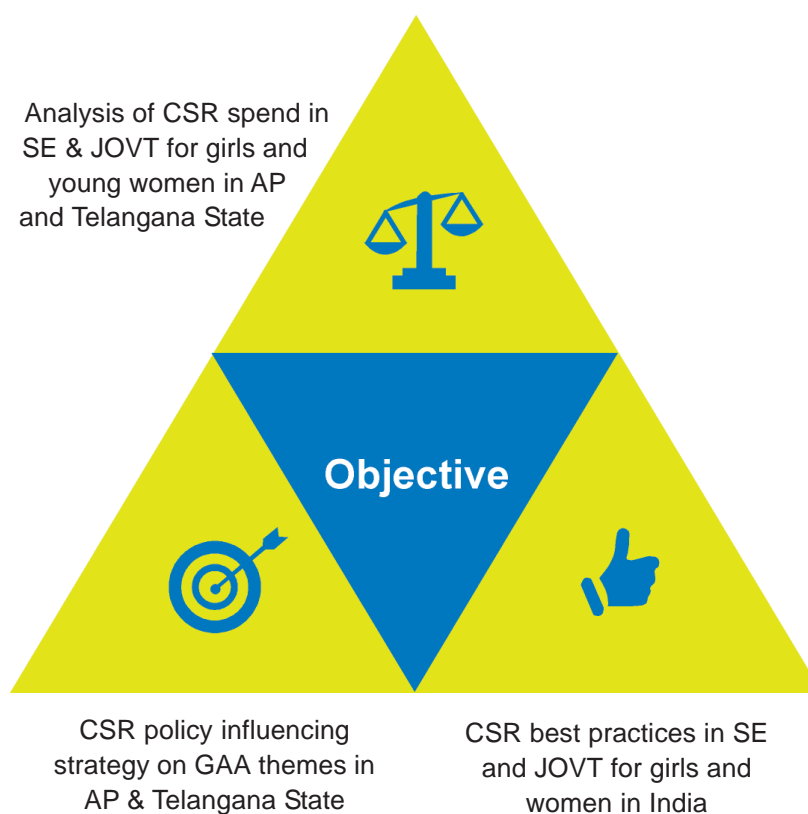 Analysis of CSR spend in
SE & JOVT for girls and
young women in AP
and Telangana State
Objective
CSR policy influencing
strategy on GAA themes in
AP & Telangana State
CSR best practices in SE
and JOVT for girls and
women in India